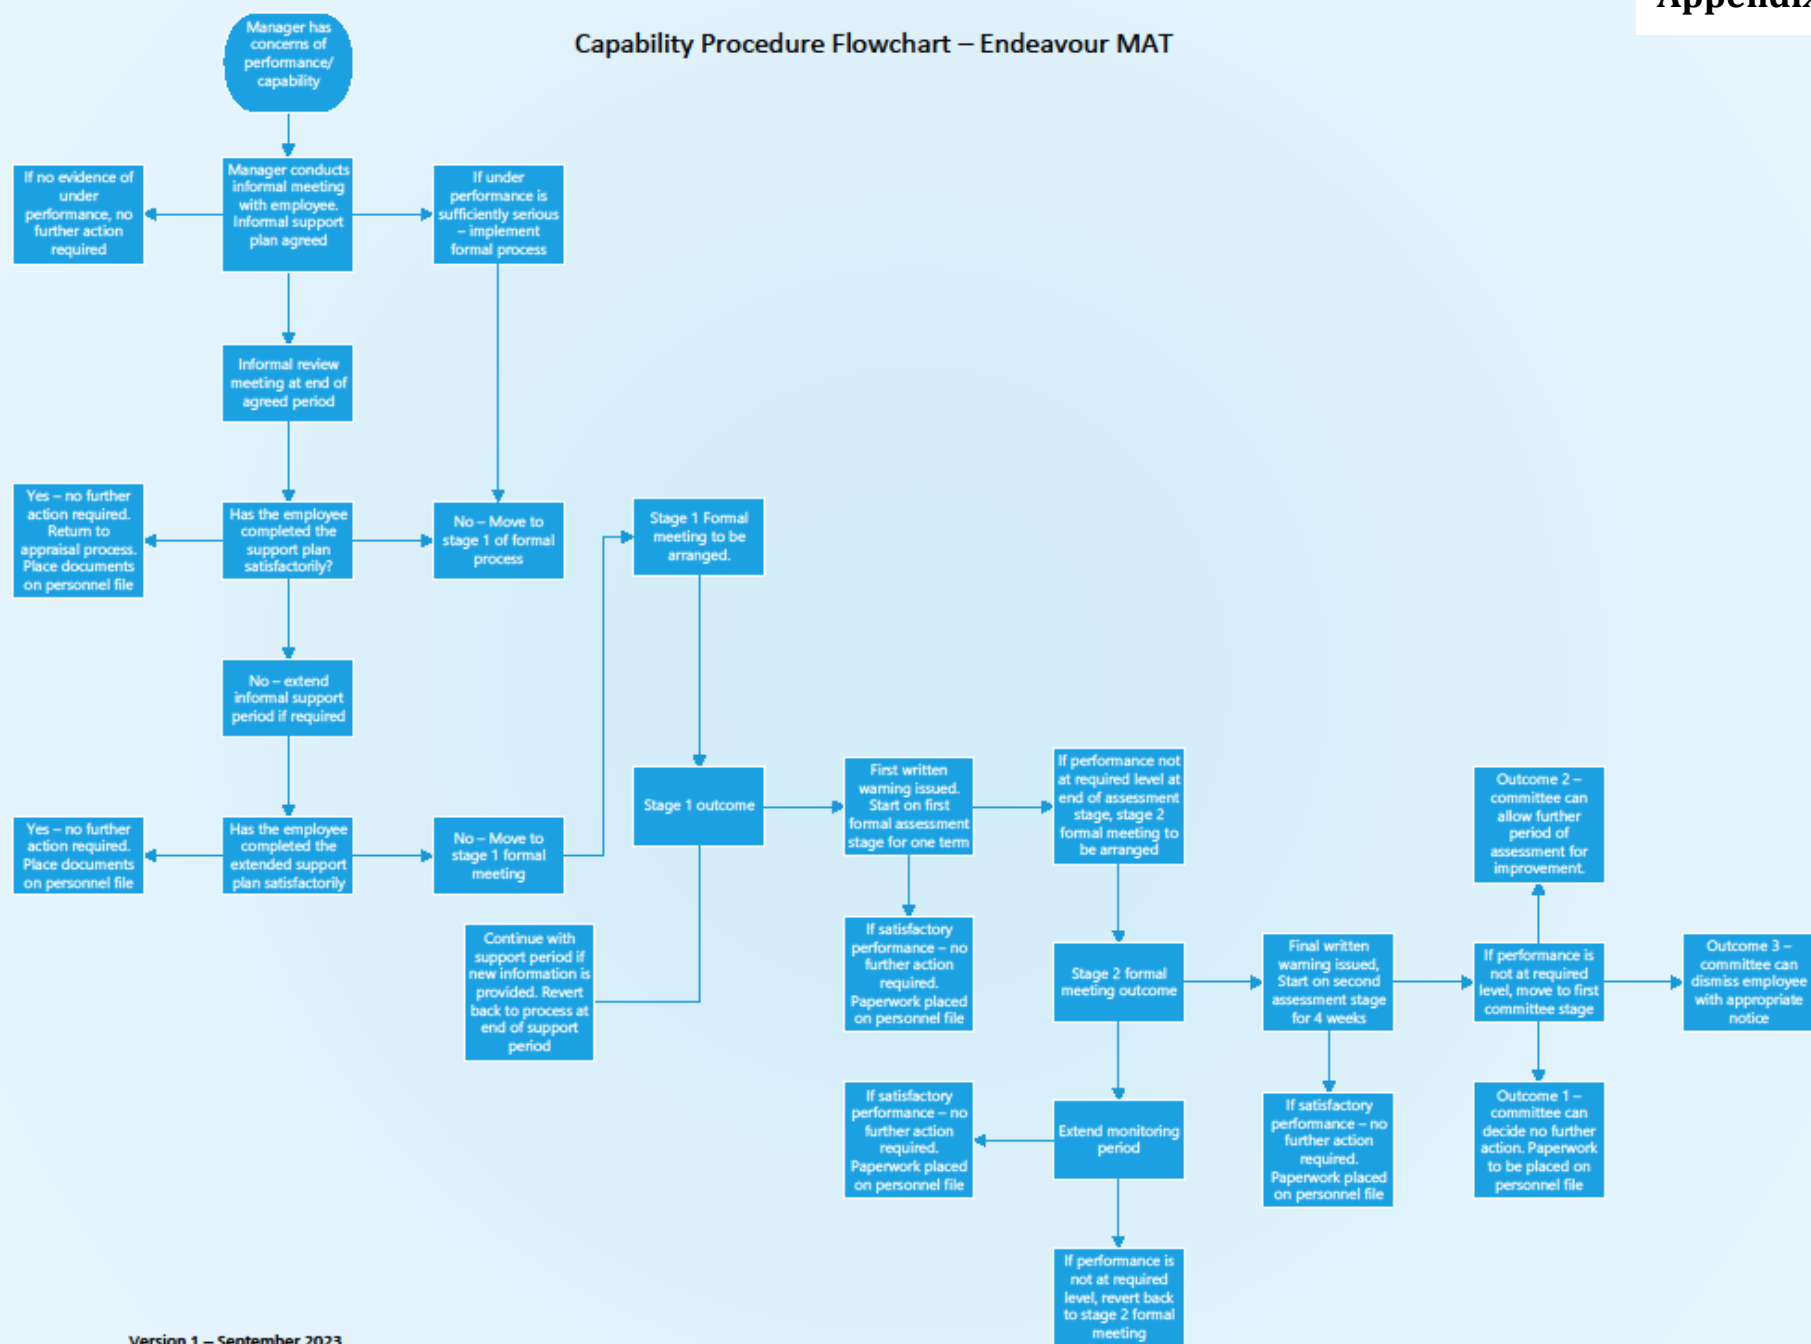 Appendix
Capability Procedure Flowchart – Endeavour MAT
Manager has
concerns of
performance/
capability
If no evidence of
under
performance, no
further action
required
Manager conducts
informal meeting
with employee.
Informal support
plan agreed
If under
performance is
sufficiently serious
– implement
formal process
Informal review
meeting at end of
agreed period
Yes – no further
action required.
Return to
appraisal process.
Place documents
on personnel file
Has the employee
completed the
support plan
satisfactorily?
No – Move to
stage 1 of formal
process
Stage 1 Formal
meeting to be
arranged.
No – extend
informal support
period if required
Yes – no further
action required.
Place documents
on personnel file
Has the employee
completed the
extended support
plan satisfactorily
No – Move to
stage 1 formal
meeting
Stage 1 outcome
Continue with
support period if
new information is
provided. Revert
back to process at
end of support
period
First written
warning issued.
Start on first
formal assessment
stage for one term
If performance not
at required level at
end of assessment
stage, stage 2
formal meeting to
be arranged
If satisfactory
performance – no
further action
required.
Paperwork placed
on personnel file
Stage 2 formal
meeting outcome
Final written
warning issued,
Start on second
assessment stage
for 4 weeks
Outcome 2 –
committee can
allow further
period of
assessment for
improvement.
If performance is
not at required
level, move to first
committee stage
Outcome 3 –
committee can
dismiss employee
with appropriate
notice
If satisfactory
performance – no
further action
required.
Paperwork placed
on personnel file
Extend monitoring
period
If satisfactory
performance – no
further action
required.
Paperwork placed
on personnel file
Outcome 1 –
committee can
decide no further
action. Paperwork
to be placed on
personnel file
If performance is
not at required
level, revert back
to stage 2 formal
meeting
Version 1 – September 2023